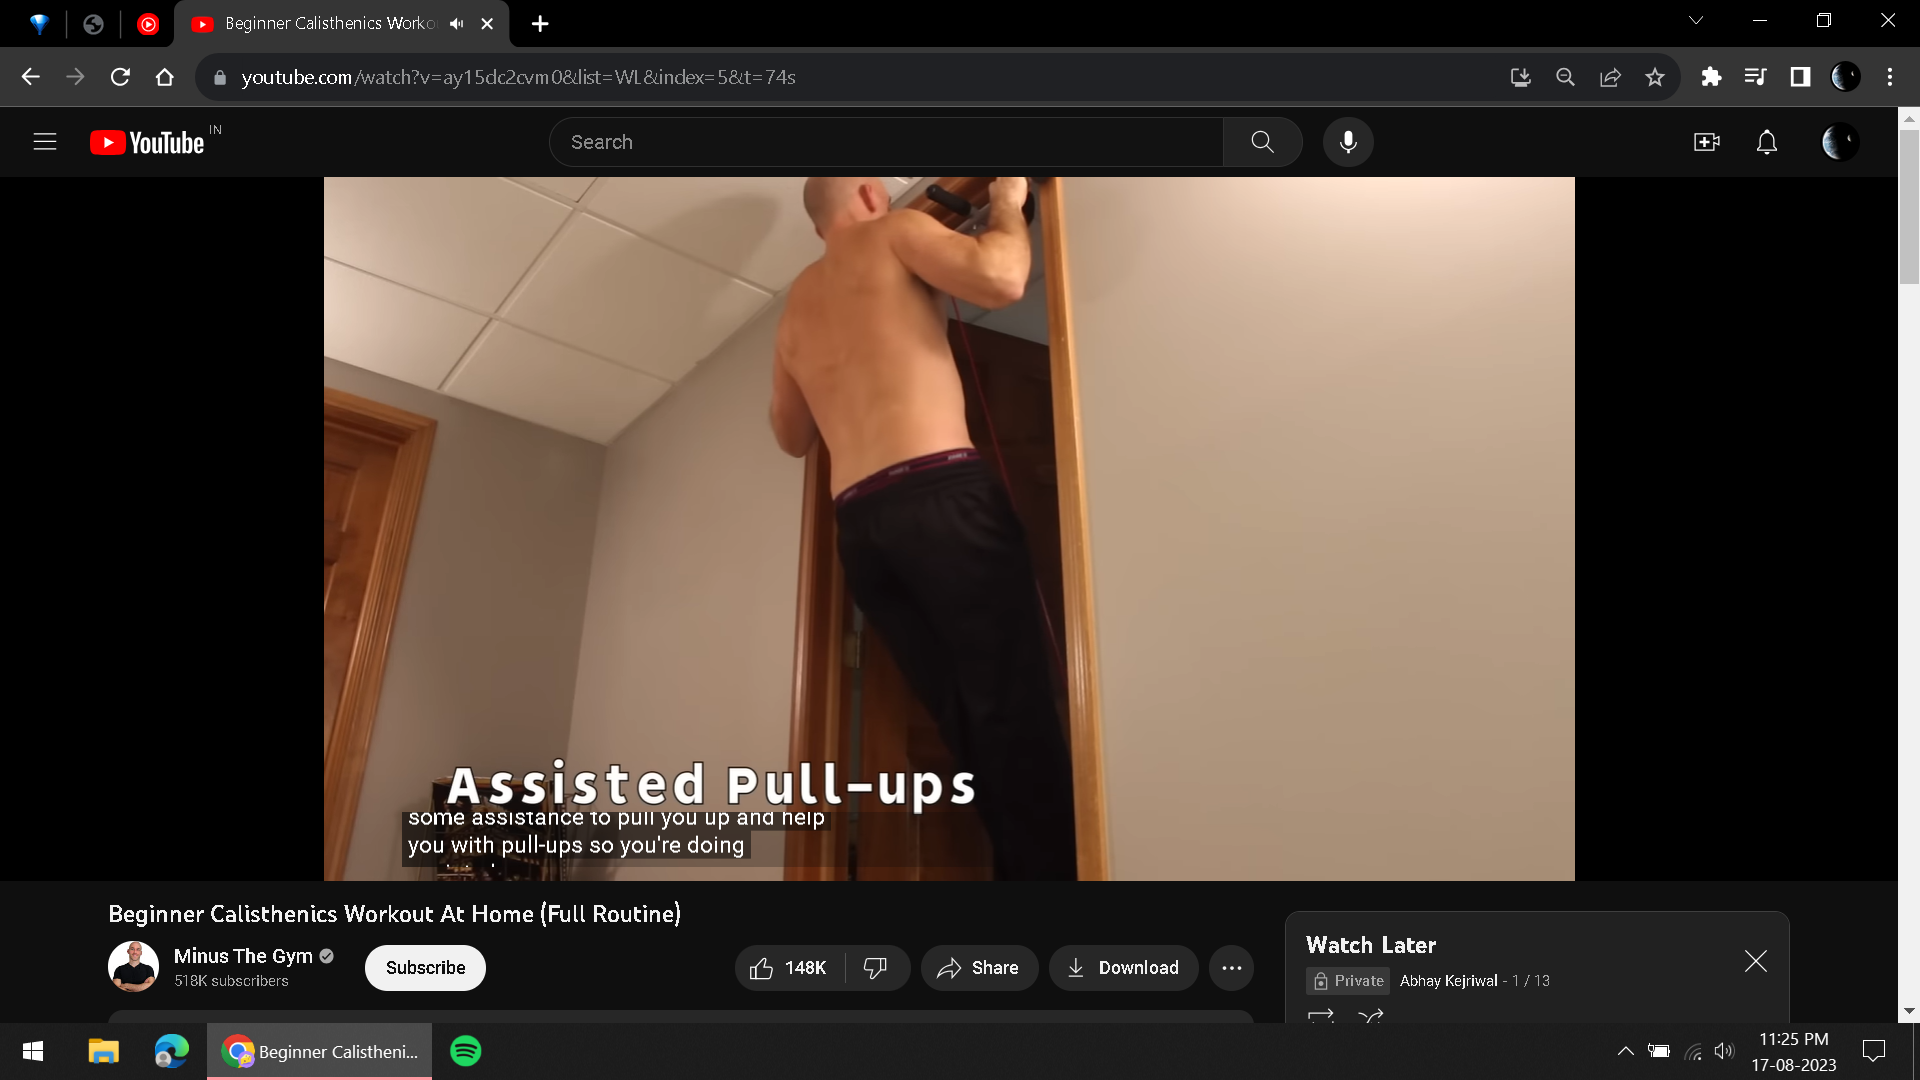 Beginner Calisthenics Worko
youtube.com/watch?v=ay15dc2cvm0&list=WL&index=5&t=74s
YouTube IN
Search
Assisted Pull-ups
some assistance to pull you up and help
you with pull-ups so you're doing
Beginner Calisthenics Workout At Home (Full Routine)
Minus The Gym
518K subscribers
Subscribe
148K
Share
Download
Watch Later
Private Abhay Kejriwal - 1 / 13
Beginner Calistheni...
11:25 PM
17-08-2023